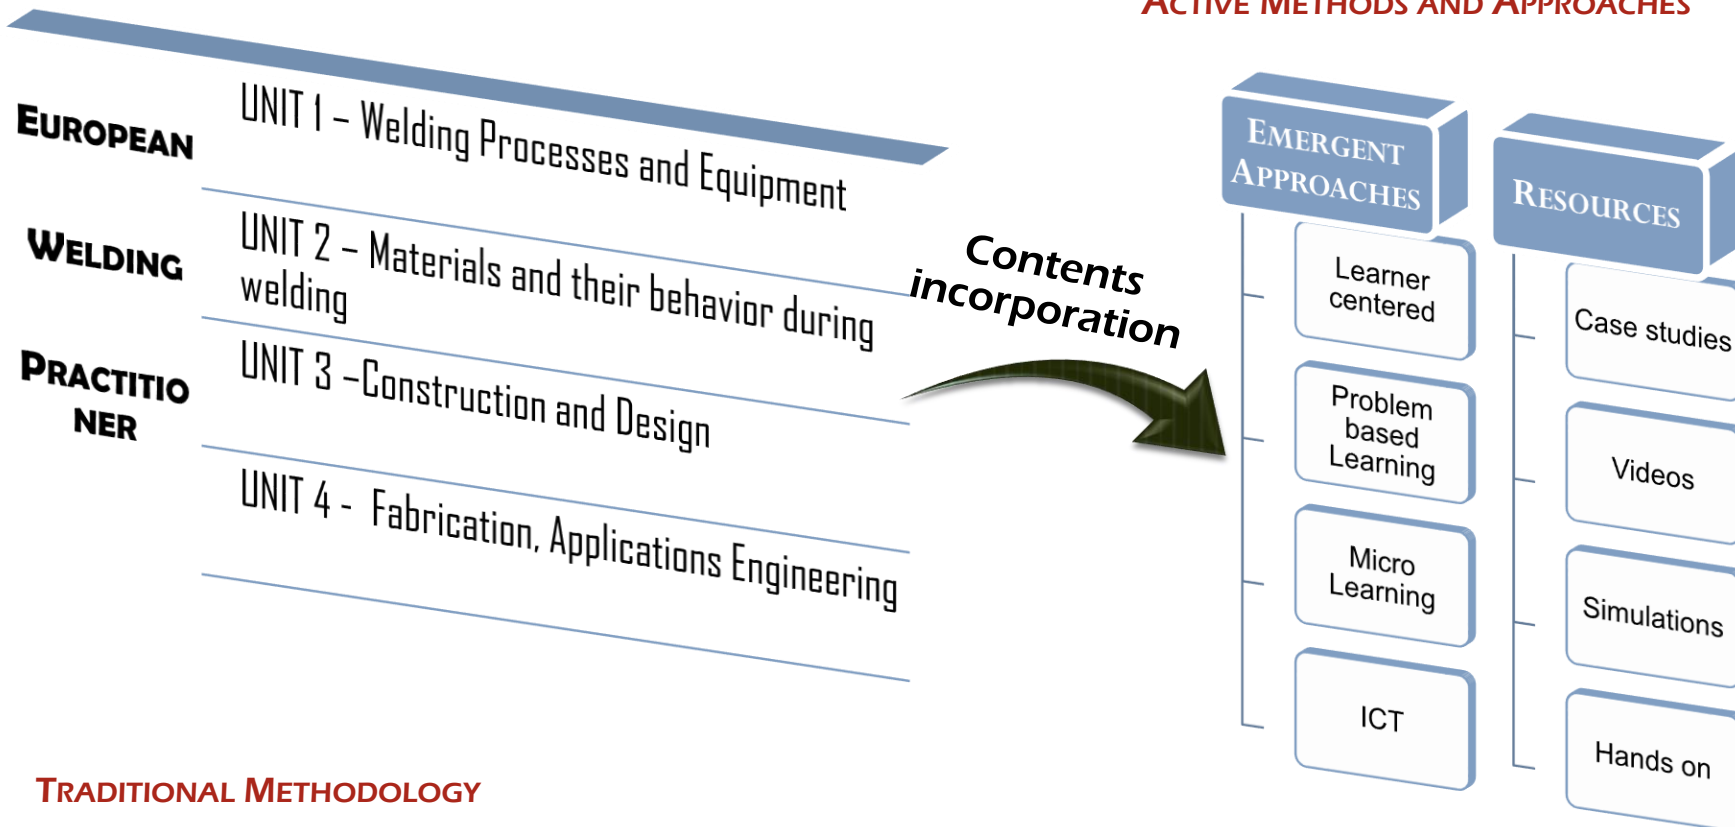 ACTIVE METHODS AND APPROACHES
EUROPEAN
WELDING
PRACTITIO
NER
UNIT 1 – Welding Processes and Equipment
UNIT 2 – Materials and their behavior during
welding
UNIT 3 –Construction and Design
UNIT 4 - Fabrication, Applications Engineering
Contents
incorporation
EMERGENT
APPROACHES
Learner
centered
Problem
based
Learning
Micro
Learning
ICT
RESOURCES
Case studies
Videos
Simulations
Hands on
TRADITIONAL METHODOLOGY